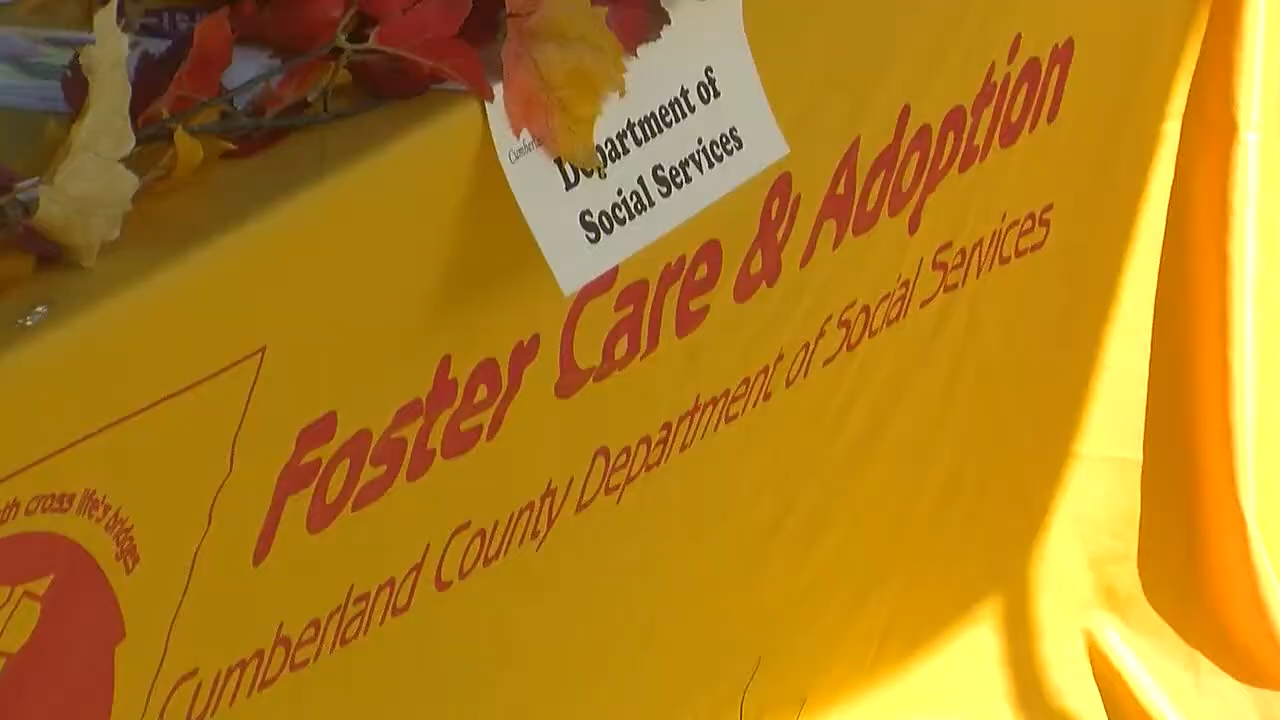 Department of
Social Services
Foster Care & Adoption
Cumberland County Department of Social Services
cross life's bridges